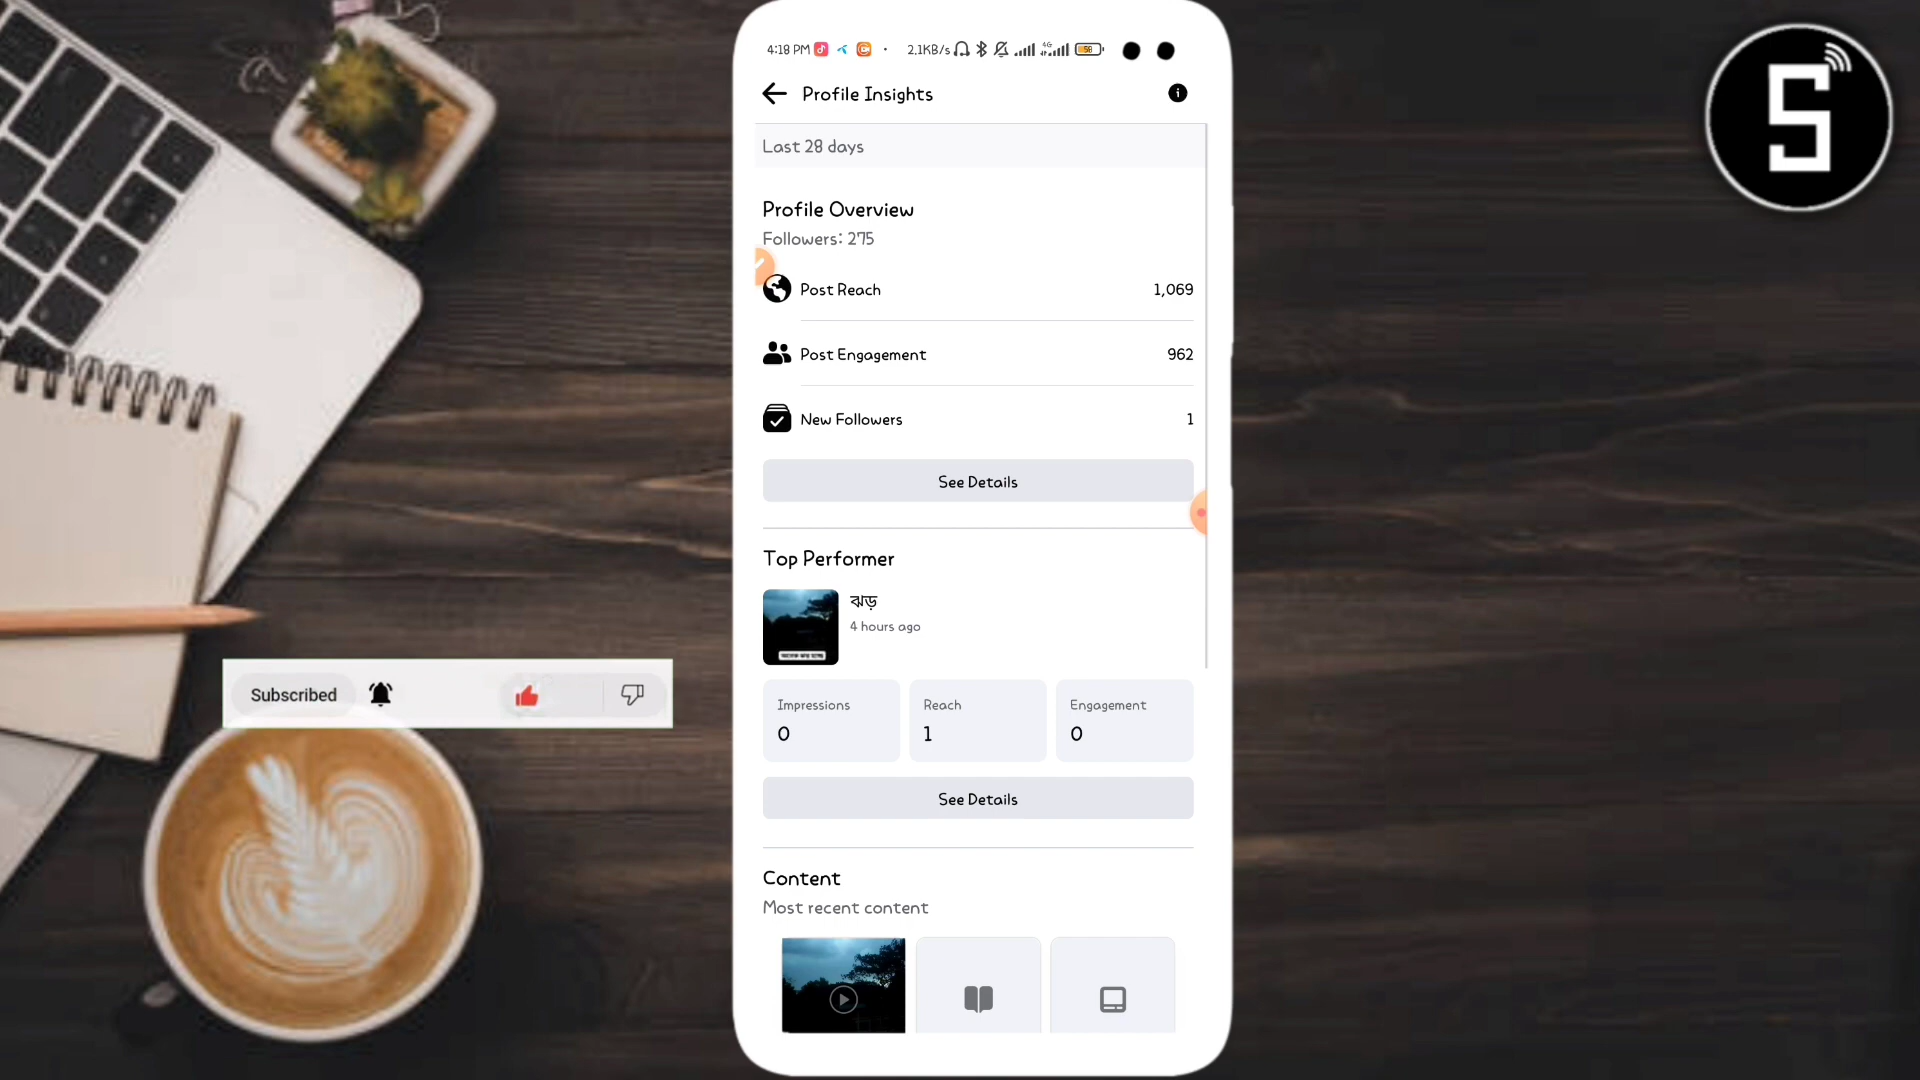 4:18 PM
2.1KB/s
4G
58
Profile Insights
Last 28 days
Profile Overview
Followers: 275
Post Reach
1,069
Post Engagement
962
New Followers
1
See Details
Top Performer
ঝড়
4 hours ago
Impressions
Reach
Engagement
0
1
0
See Details
Content
Most recent content
Subscribed
S